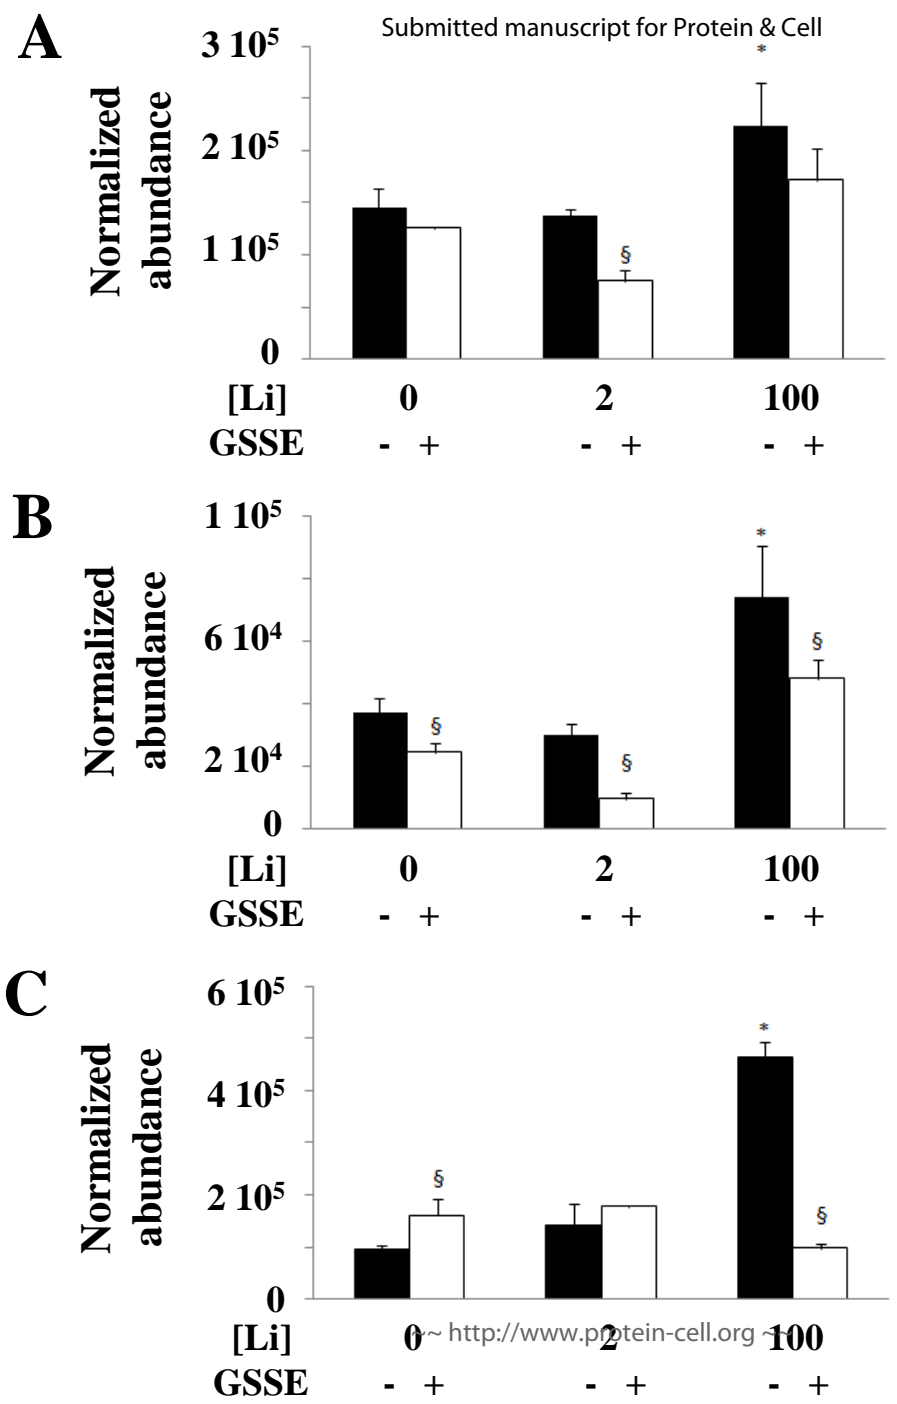 Submitted manuscript for Protein & Cell
A
Normalized
abundance
3 10⁵
2 10⁵
1 10⁵
0
*
§
[Li] 0 2 100
GSSE - + - + - +
B
Normalized
abundance
1 10⁵
6 10⁴
2 10⁴
0
§
§
*
§
[Li] 0 2 100
GSSE - + - + - +
C
Normalized
abundance
6 10⁵
4 10⁵
2 10⁵
0
§
*
§
[Li] 0 2 100
~~ http://www.protein-cell.org ~~
GSSE - + - + - +